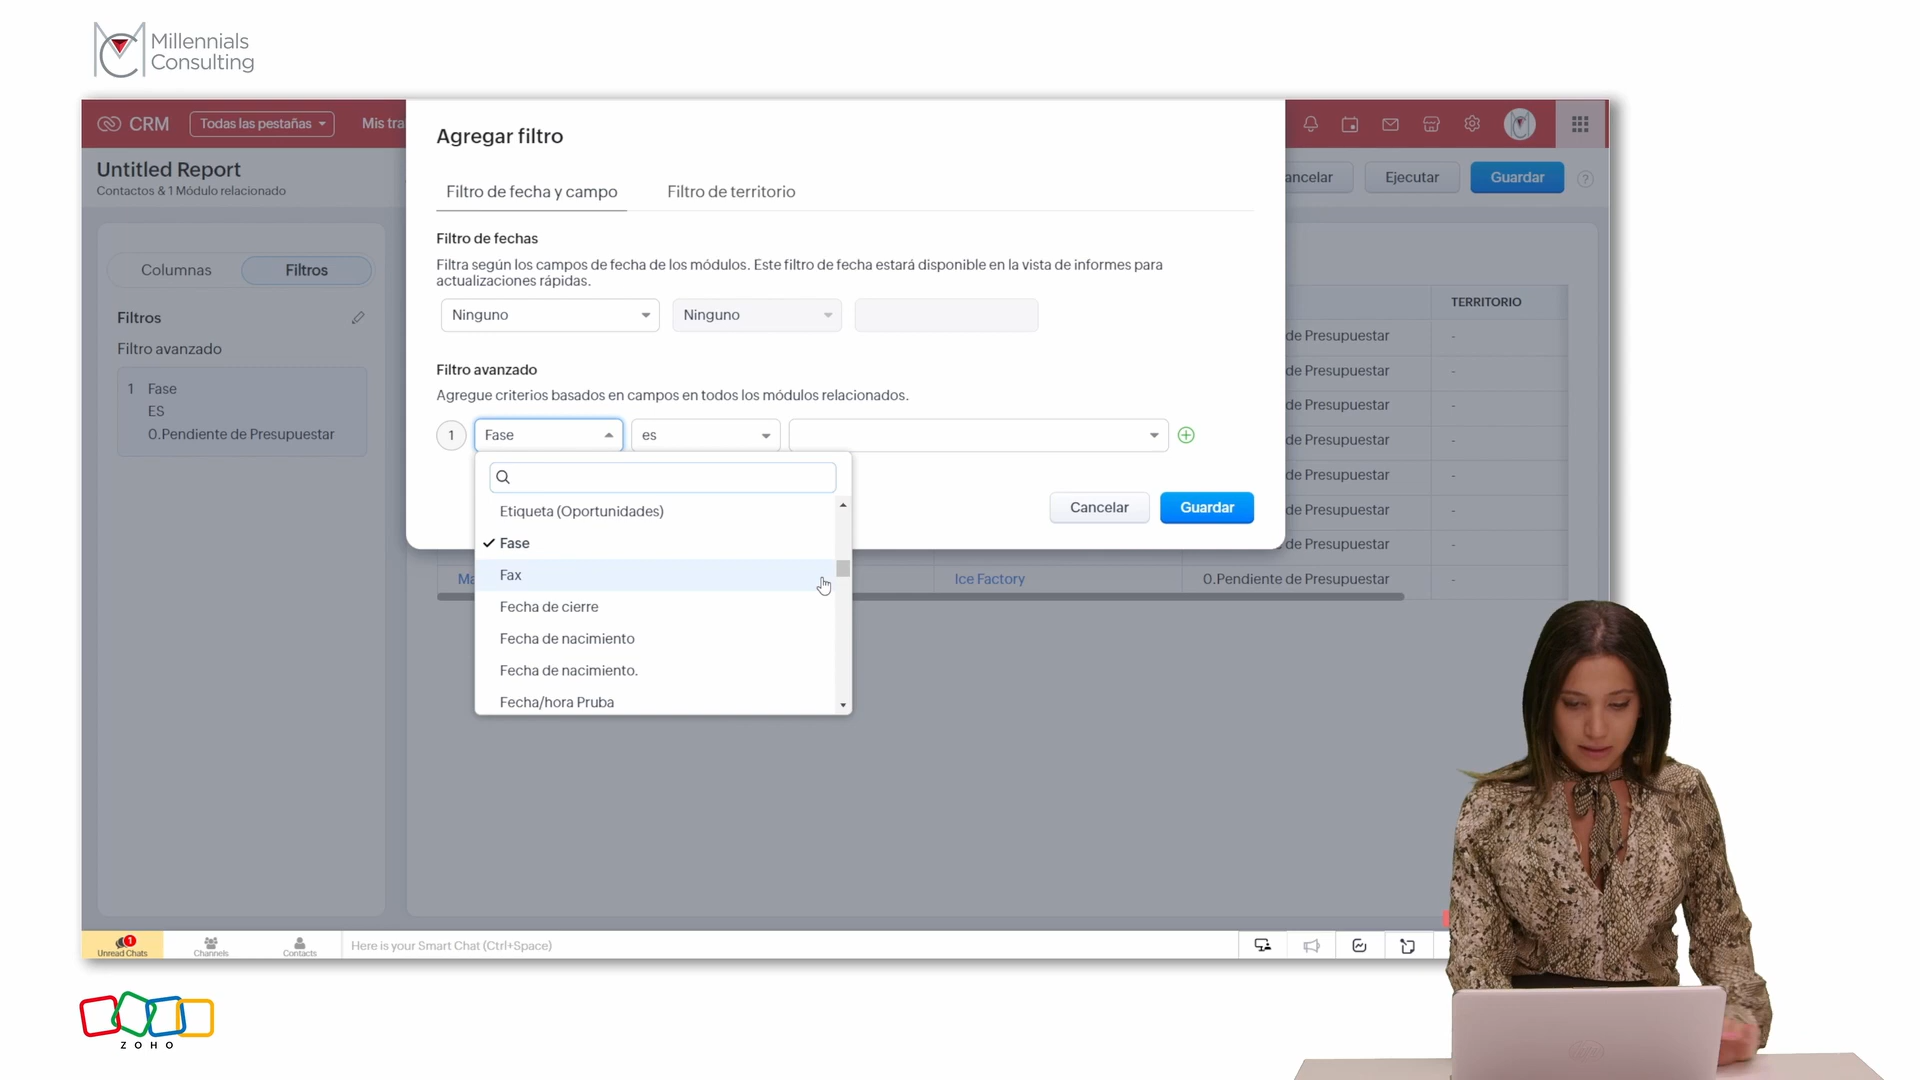 Millennials
Consulting
CRM
Todas las pestañas
Mis tra
Untitled Report
Contactos & 1 Módulo relacionado
ancelar
Ejecutar
Guardar
?
Agregar filtro
Filtro de fecha y campo
Filtro de territorio
Filtro de fechas
Filtra según los campos de fecha de los módulos. Este filtro de fecha estará disponible en la vista de informes para
actualizaciones rápidas.
Ninguno
Ninguno
Filtro avanzado
Agregue criterios basados en campos en todos los módulos relacionados.
1
Fase
es
Etiqueta (Oportunidades)
Fase
Fax
Fecha de cierre
Fecha de nacimiento
Fecha de nacimiento.
Fecha/hora Pruba
Cancelar
Guardar
Columnas
Filtros
Filtros
Filtro avanzado
1 Fase
ES
0.Pendiente de Presupuestar
TERRITORIO
de Presupuestar -
de Presupuestar -
de Presupuestar -
de Presupuestar -
de Presupuestar -
de Presupuestar -
de Presupuestar -
Ma
Ice Factory
0.Pendiente de Presupuestar -
1
Unread Chats
Channels
Contacts
Here is your Smart Chat (Ctrl+Space)
ZOHO